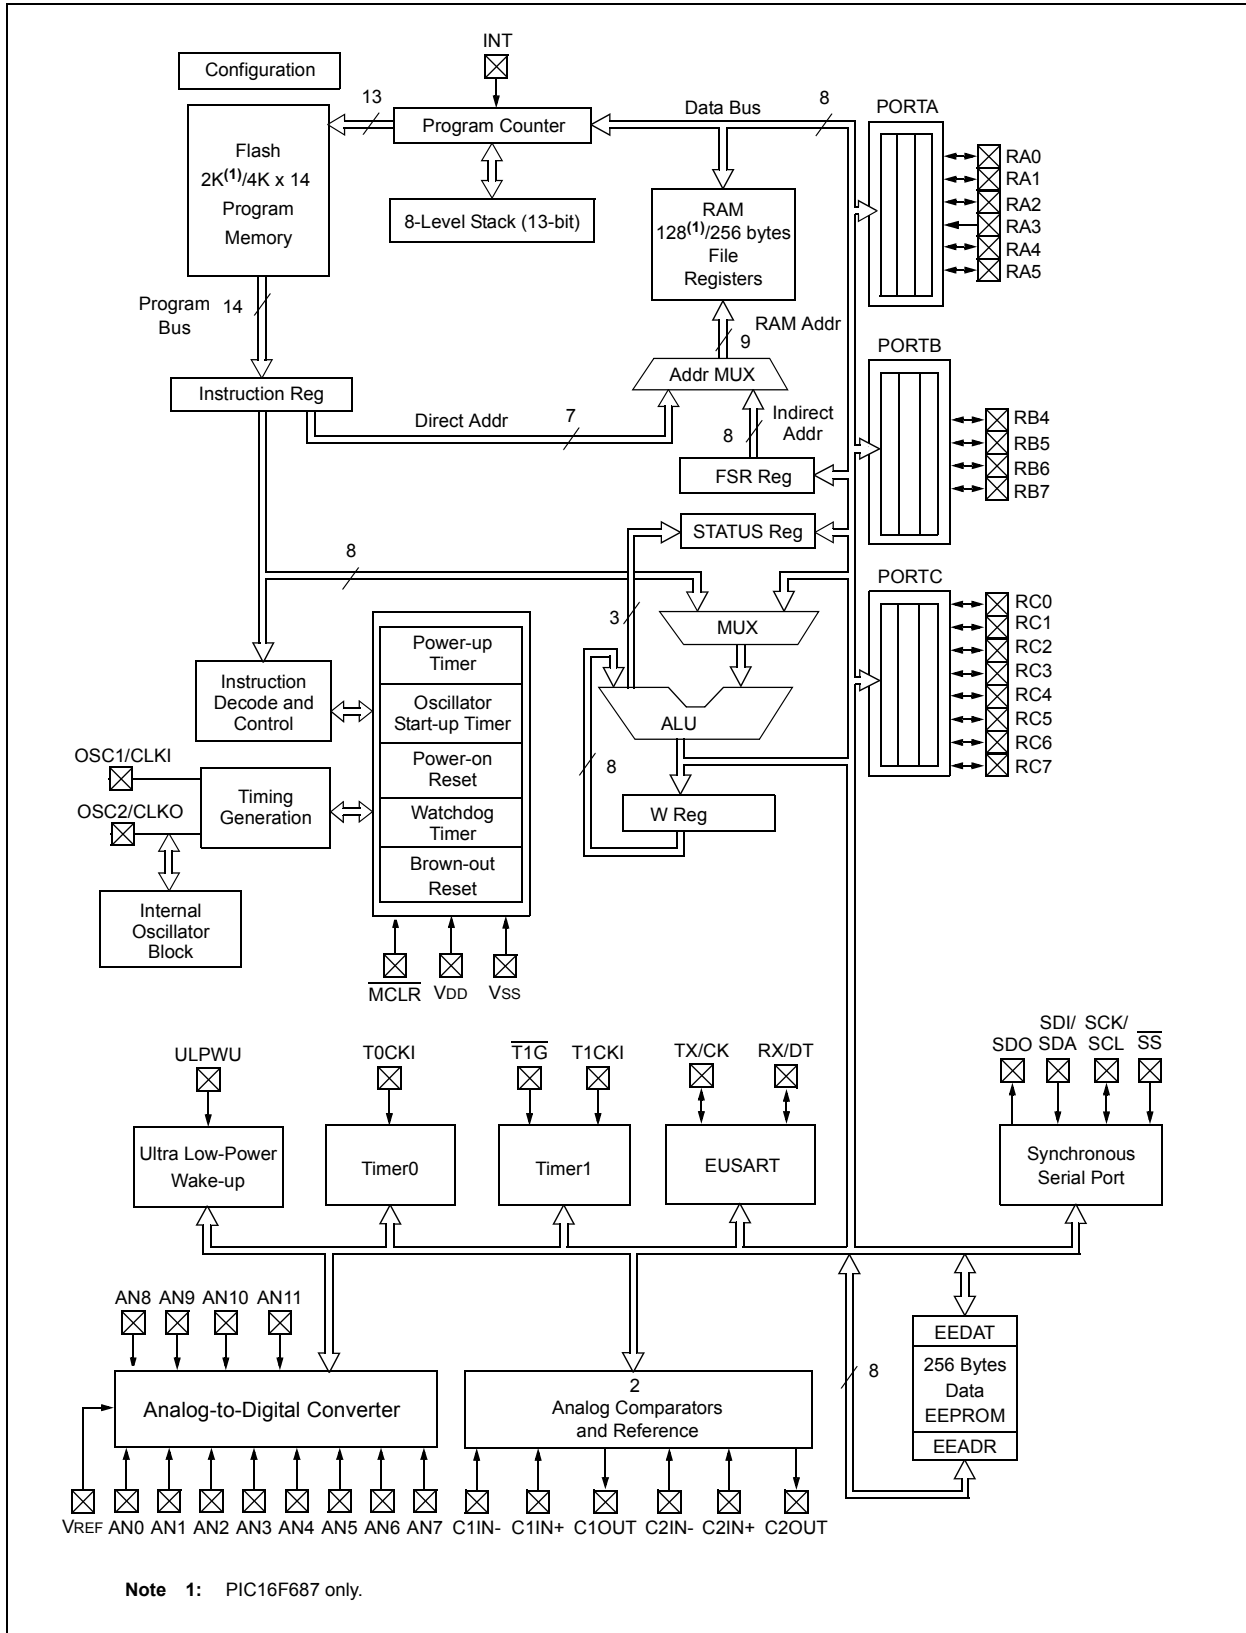 INT
Configuration
13
Data Bus
8
PORTA
Program Counter
Flash
2K(1)/4K x 14
Program
Memory
8-Level Stack (13-bit)
RAM
128(1)/256 bytes
File
Registers
RA0
RA1
RA2
RA3
RA4
RA5
Program
Bus
14
RAM Addr
9
Addr MUX
PORTB
Instruction Reg
Direct Addr
7
Indirect
Addr
8
FSR Reg
RB4
RB5
RB6
RB7
STATUS Reg
8
PORTC
3
MUX
RC0
RC1
RC2
RC3
RC4
RC5
RC6
RC7
Power-up
Timer
Oscillator
Start-up Timer
Power-on
Reset
Watchdog
Timer
Brown-out
Reset
Instruction
Decode and
Control
ALU
8
W Reg
OSC1/CLKI
OSC2/CLKO
Timing
Generation
Internal
Oscillator
Block
MCLR
VDD
VSS
ULPWU
T0CKI
T1G
T1CKI
TX/CK
RX/DT
SDO
SDI/
SDA
SCK/
SCL
SS
Ultra Low-Power
Wake-up
Timer0
Timer1
EUSART
Synchronous
Serial Port
AN8
AN9
AN10
AN11
Analog-to-Digital Converter
2
Analog Comparators
and Reference
8
EEDAT
256 Bytes
Data
EEPROM
EEADR
VREF
AN0
AN1
AN2
AN3
AN4
AN5
AN6
AN7
C1IN-
C1IN+
C1OUT
C2IN-
C2IN+
C2OUT
Note 1: PIC16F687 only.